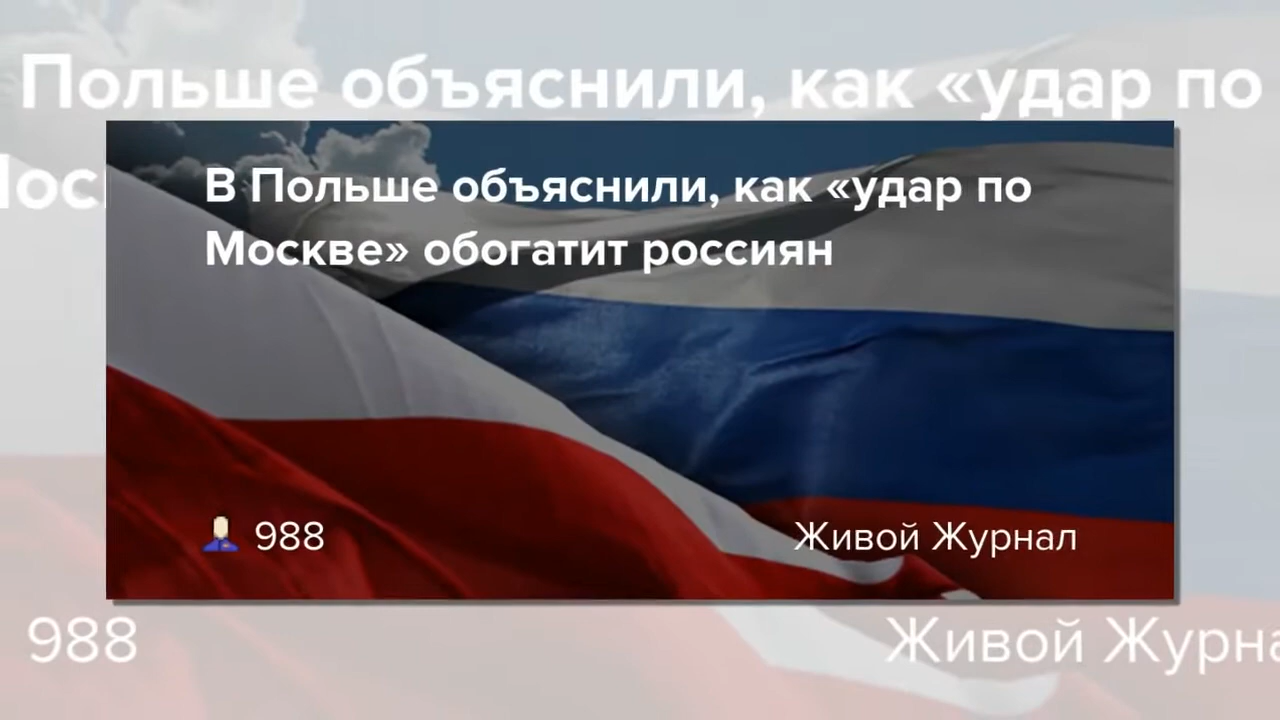 Польше объяснили, как «удар по
В Польше объяснили, как «удар по
Москве» обогатит россиян
988
Живой Журнал
988
Живой Журна